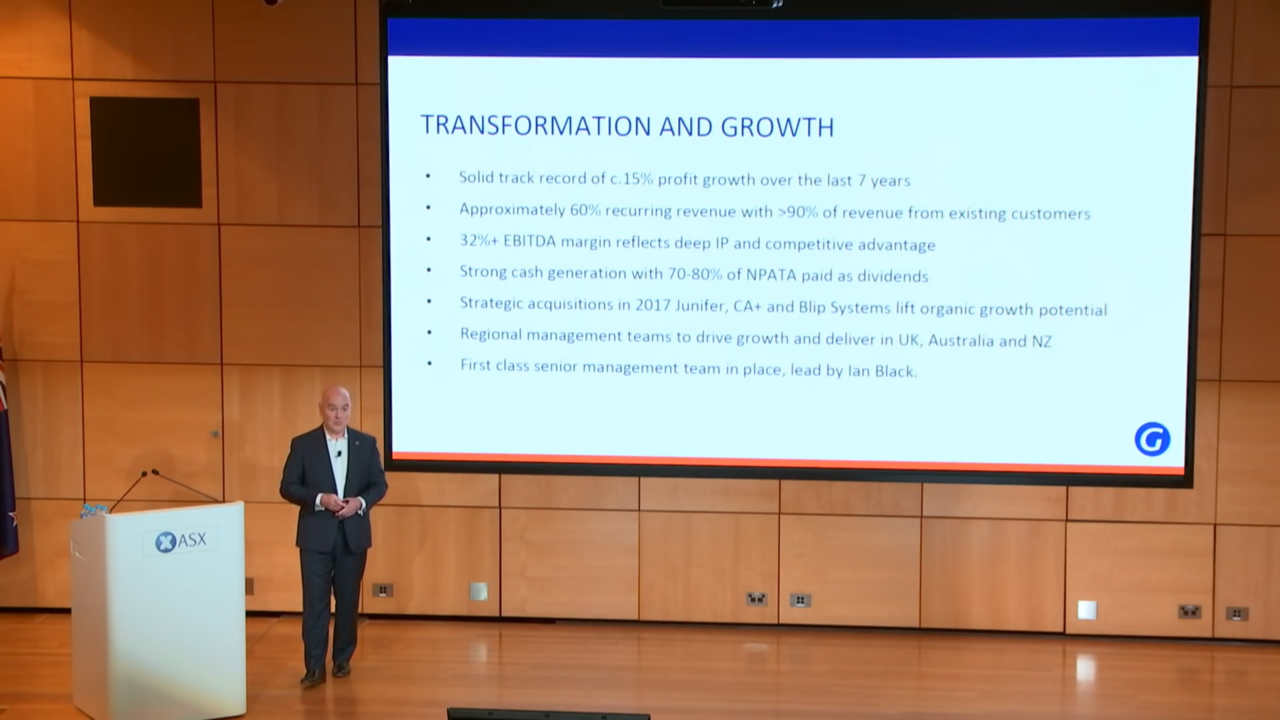 TRANSFORMATION AND GROWTH
• Solid track record of c.15% profit growth over the last 7 years
• Approximately 60% recurring revenue with >90% of revenue from existing customers
• 32%+ EBITDA margin reflects deep IP and competitive advantage
• Strong cash generation with 70-80% of NPATA paid as dividends
• Strategic acquisitions in 2017 Junifer, CA+ and Blip Systems lift organic growth potential
• Regional management teams to drive growth and deliver in UK, Australia and NZ
• First class senior management team in place, lead by Ian Black.
G
ASX